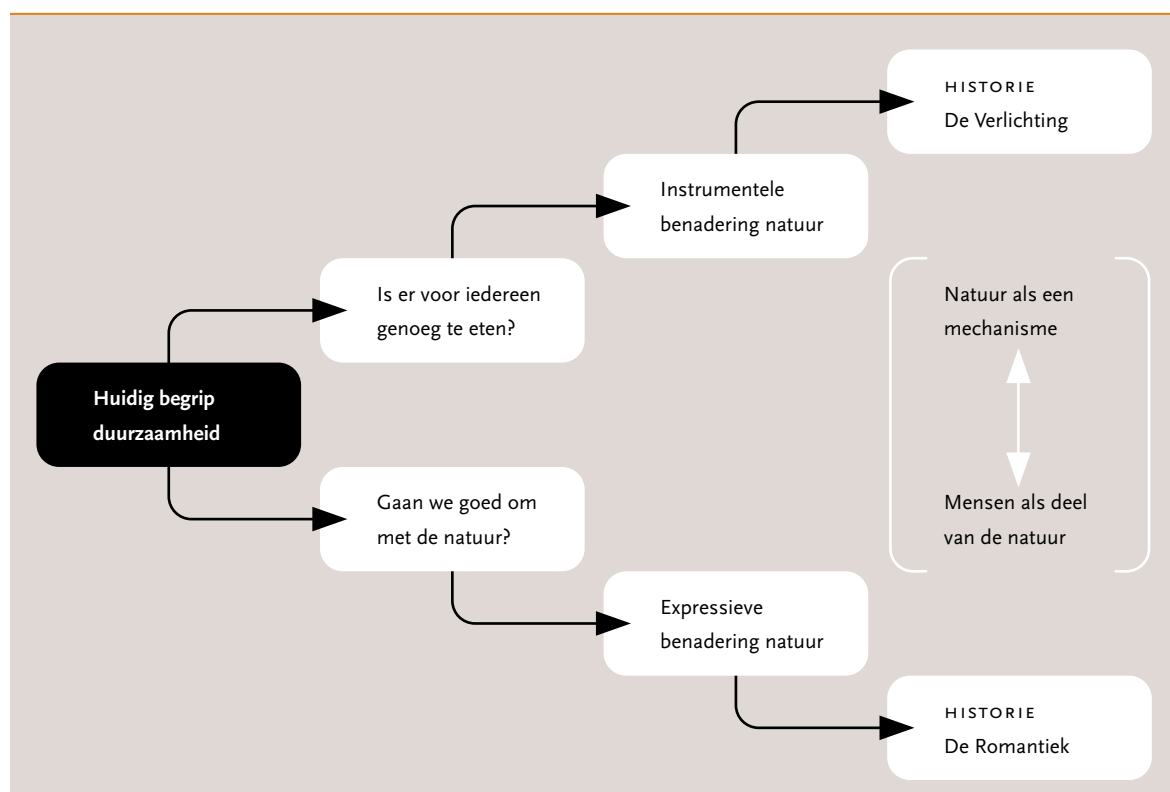 HISTORIE
De Verlichting
Instrumentele
benadering natuur
Is er voor iedereen
genoeg te eten?
Natuur als een
mechanisme
Huidig begrip
duurzaamheid
Gaan we goed om
met de natuur?
Mensen als deel
van de natuur
Expressieve
benadering natuur
HISTORIE
De Romantiek